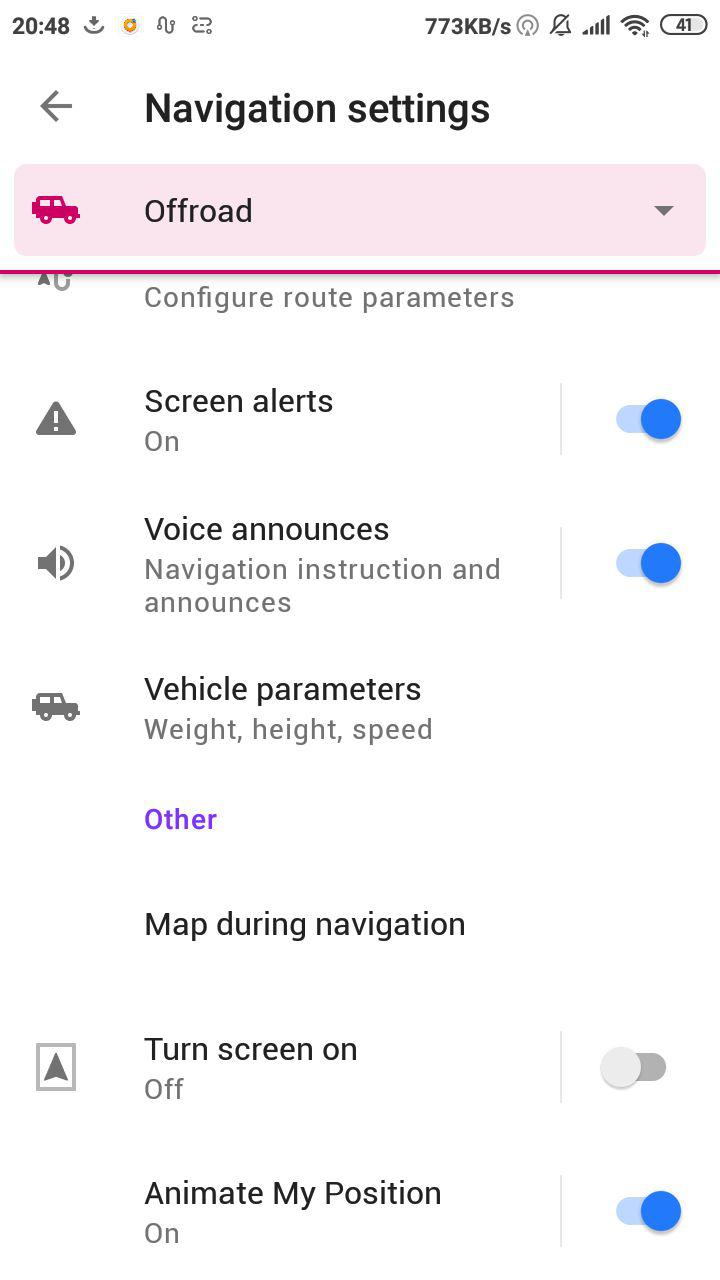 20:48 773KB/s 41
Navigation settings
Offroad
Configure route parameters
Screen alerts
On
Voice announces
Navigation instruction and
announces
Vehicle parameters
Weight, height, speed
Other
Map during navigation
Turn screen on
Off
Animate My Position
On